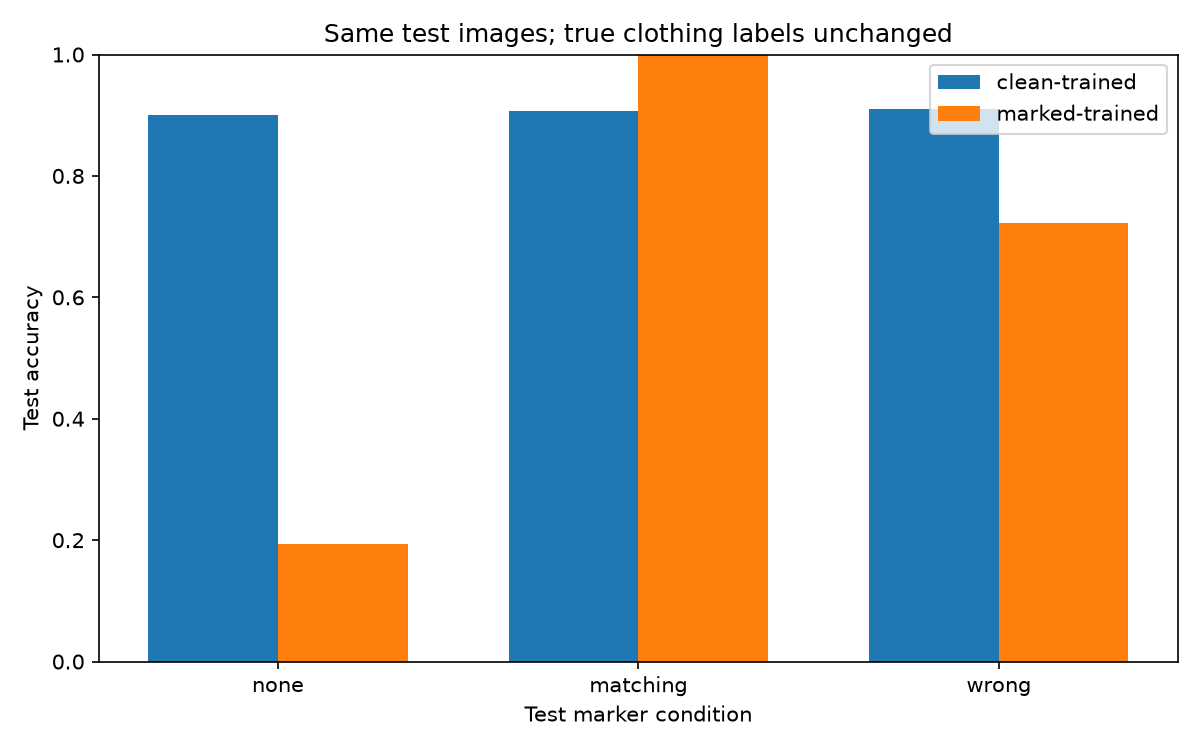 Same test images; true clothing labels unchanged
clean-trained
marked-trained
1.0
0.8
0.6
0.4
0.2
0.0
Test accuracy
none
matching
wrong
Test marker condition